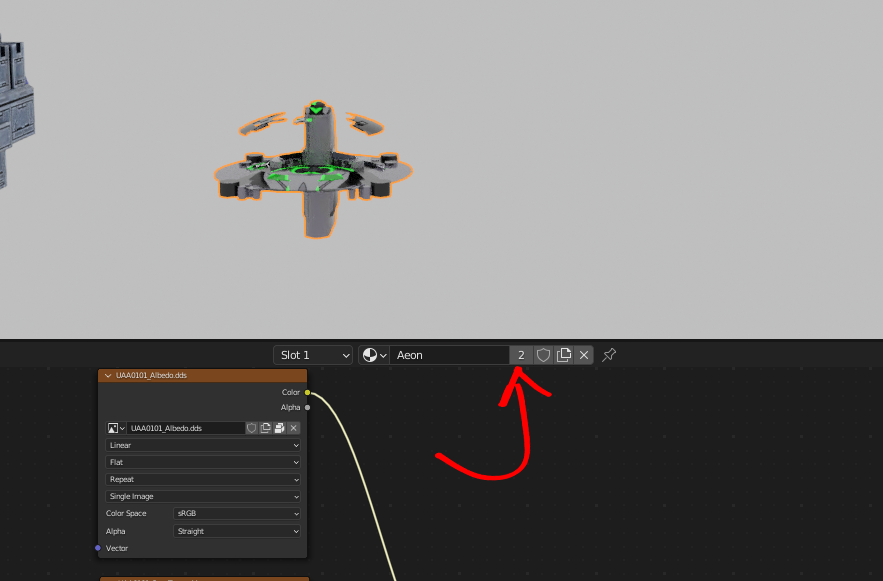 Slot 1 Aeon 2
UAA0101_Albedo.dds
Color
Alpha
UAA0101_Albedo.dds
Linear
Flat
Repeat
Single Image
Color Space sRGB
Alpha Straight
Vector